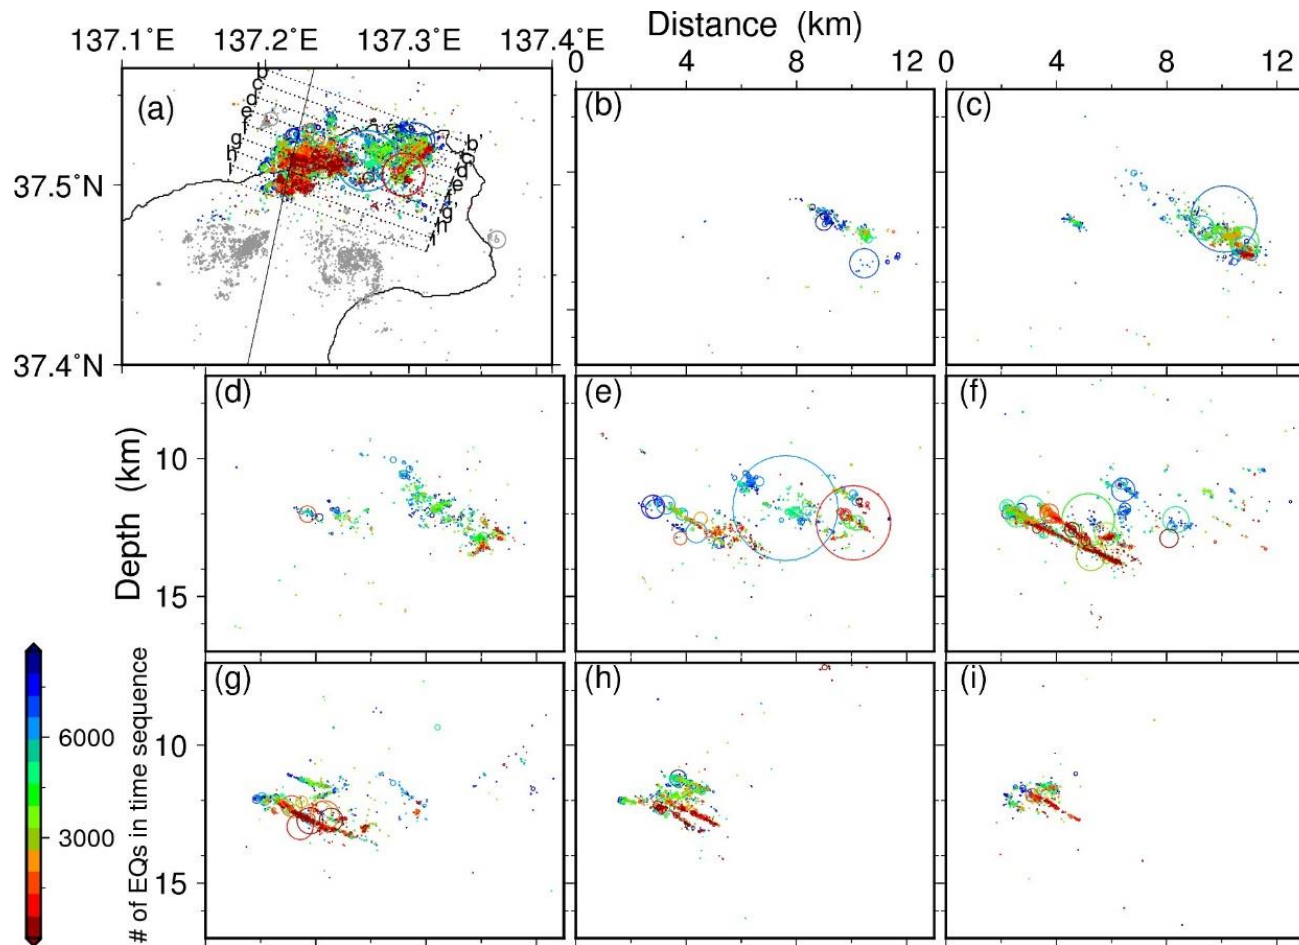 Distance (km)
137.1°E 137.2°E 137.3°E 137.4°E
0 4 8 12
0 4 8 12
(a)
b
c
d
e
f
g
h
i
b'
c'
d'
e'
f
g'
h
i
37.5°N
37.4°N
(b)
(c)
(d)
(e)
(f)
Depth (km)
10
15
(g)
(h)
(i)
10
15
6000
3000
# of EQs in time sequence